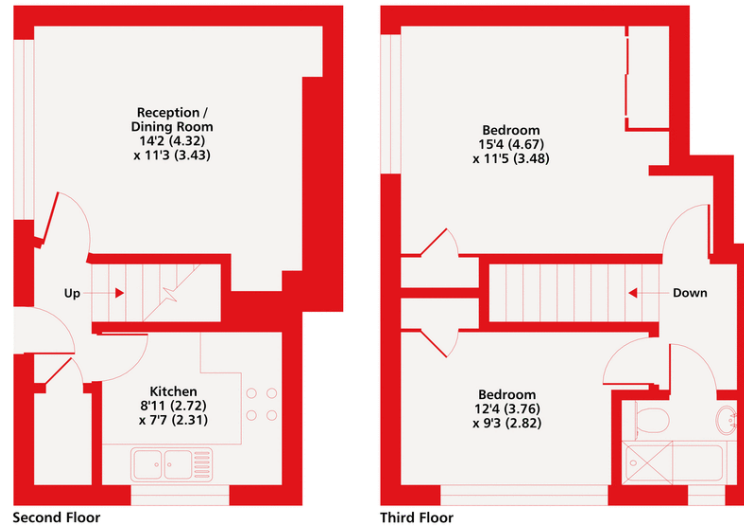 Reception /
Dining Room
14'2 (4.32)
x 11'3 (3.43)
Up
Kitchen
8'11 (2.72)
x 7'7 (2.31)
Second Floor
Bedroom
15'4 (4.67)
x 11'5 (3.48)
Down
Bedroom
12'4 (3.76)
x 9'3 (2.82)
Third Floor